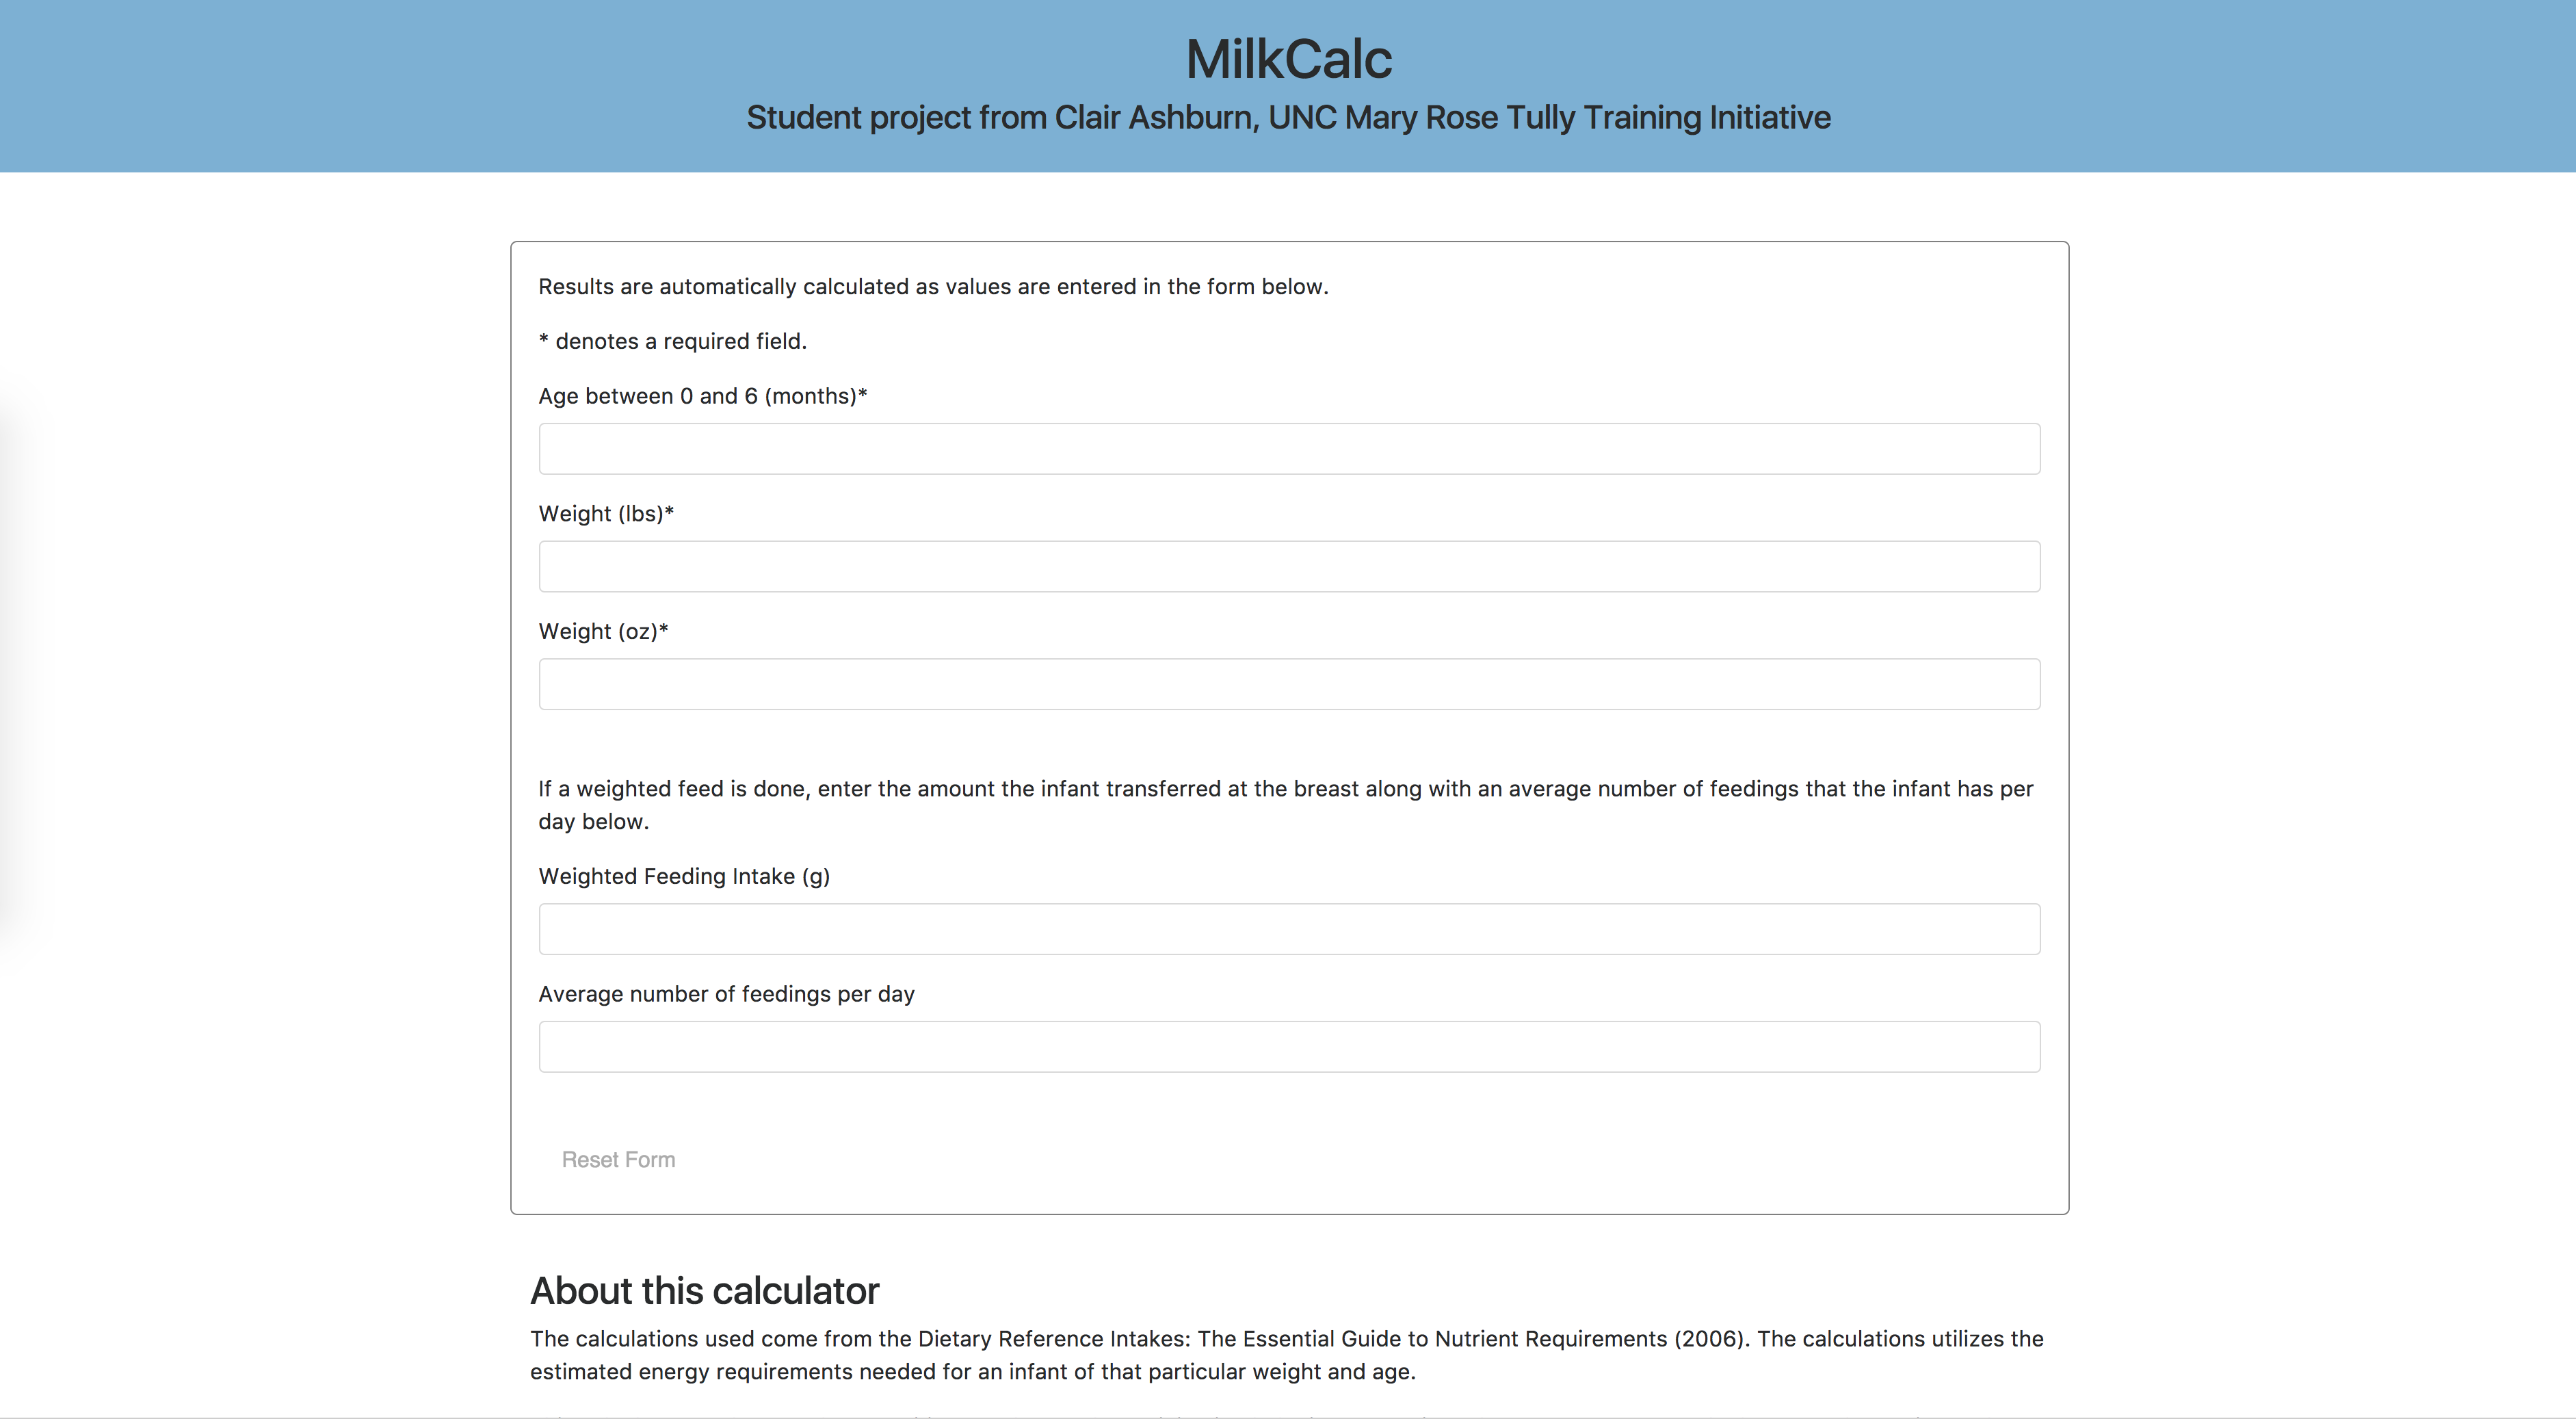 MilkCalc
Student project from Clair Ashburn, UNC Mary Rose Tully Training Initiative
Results are automatically calculated as values are entered in the form below.
* denotes a required field.
Age between 0 and 6 (months)*
Weight (lbs)*
Weight (oz)*
If a weighted feed is done, enter the amount the infant transferred at the breast along with an average number of feedings that the infant has per
day below.
Weighted Feeding Intake (g)
Average number of feedings per day
Reset Form
About this calculator
The calculations used come from the Dietary Reference Intakes: The Essential Guide to Nutrient Requirements (2006). The calculations utilizes the
estimated energy requirements needed for an infant of that particular weight and age.